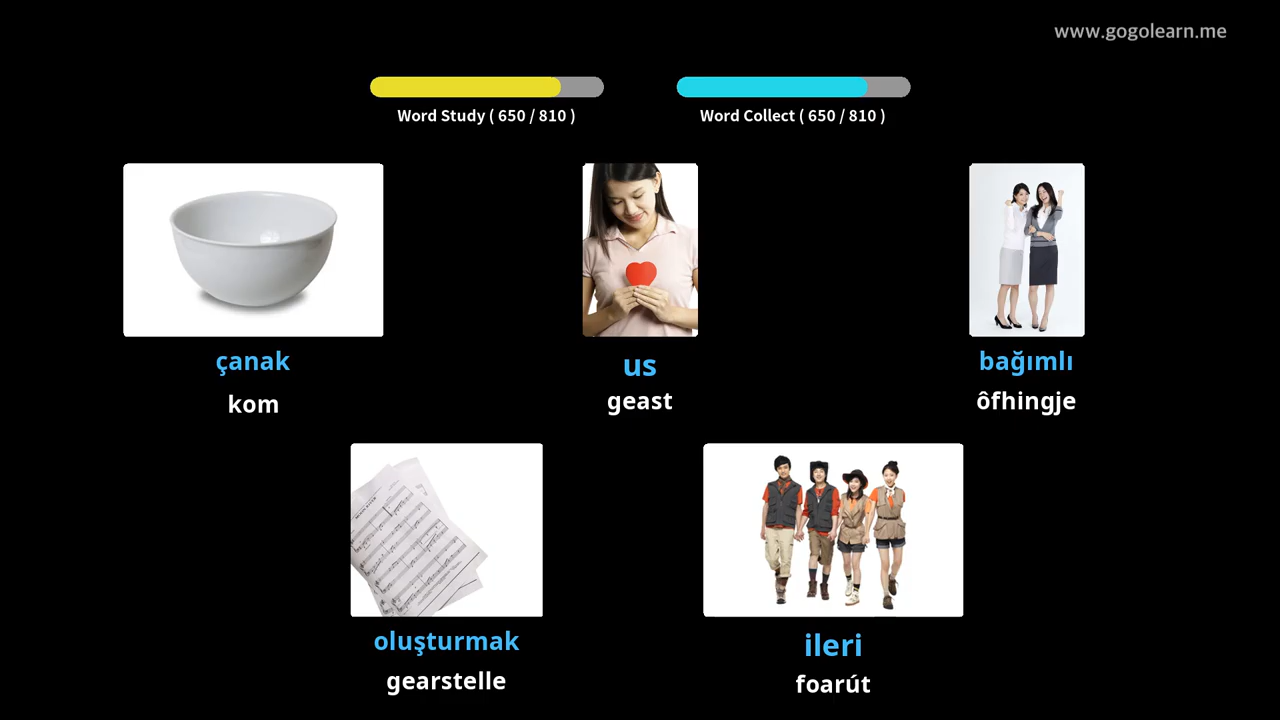 www.gogolearn.me
Word Study ( 650 / 810 )
Word Collect ( 650 / 810 )
çanak
kom
us
geast
bağımlı
ôfhingje
oluşturmak
gearstelle
ileri
foarút